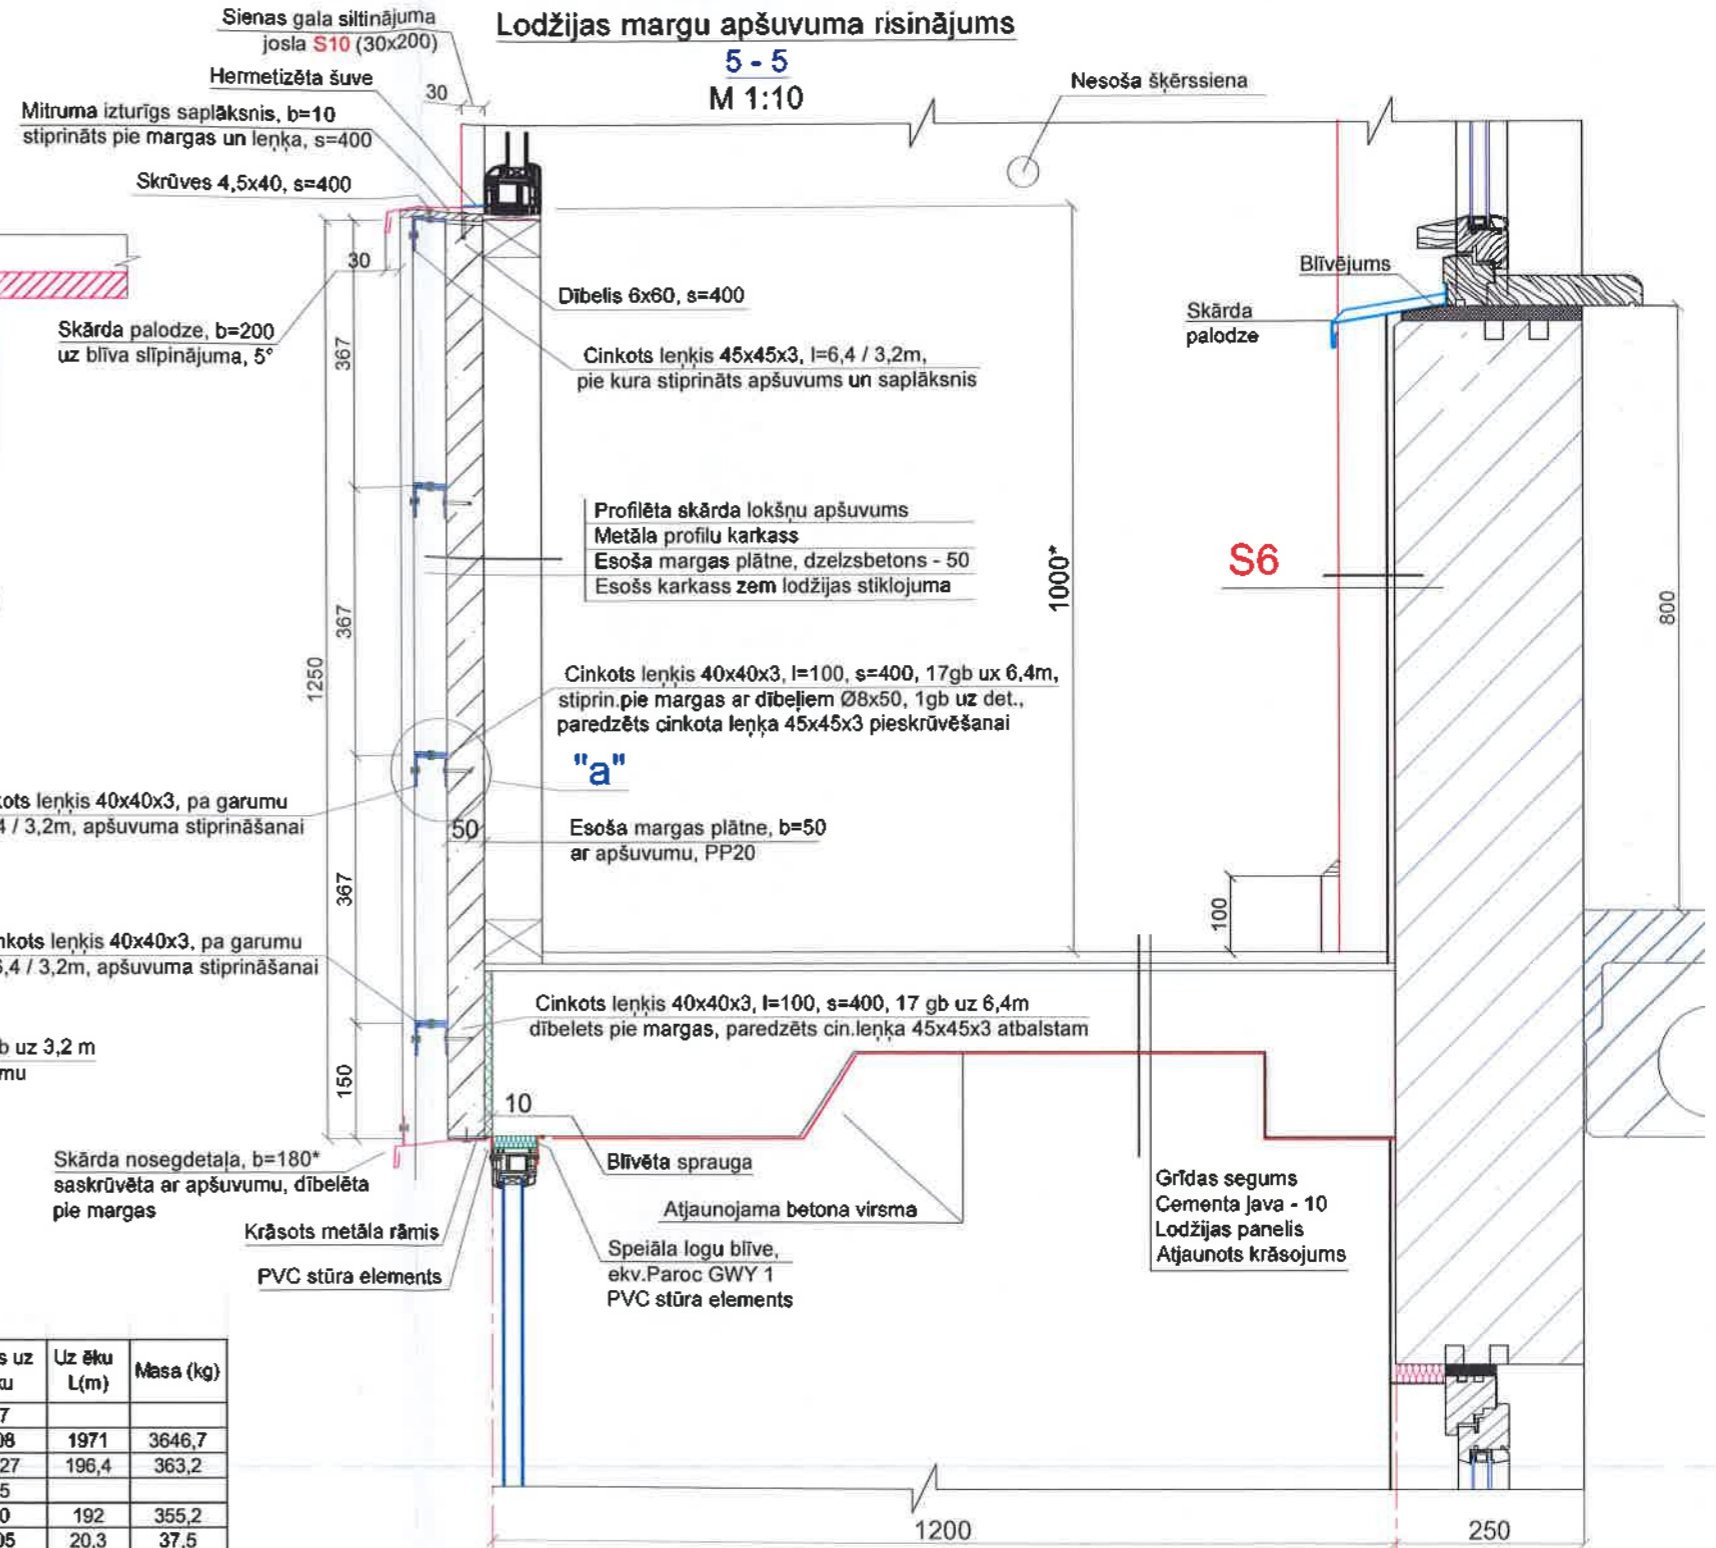 Lodžijas margu apšuvuma risinājums
5 - 5
M 1:10
Sienas gala siltinājuma
josla S10 (30x200)
Hermetizēta šuve
30
Mitruma izturīgs saplāksnis, b=10
stiprināts pie margas un leņķa, s=400
Skrūves 4,5x40, s=400
Nesoša šķērssiena
30
Skārda palodze, b=200
uz blīva slīpinājuma, 5°
Dībelis 6x60, s=400
Cinkots leņķis 45x45x3, l=6,4 / 3,2m,
pie kura stiprināts apšuvums un saplāksnis
Blīvējums
Skārda
palodze
367
367
367
150
1250
Profilēta skārda lokšņu apšuvums
Metāla profilu karkass
Esoša margas plātne, dzelzsbetons - 50
Esošs karkass zem lodžijas stiklojuma
1000*
S6
800
Cinkots leņķis 40x40x3, l=100, s=400, 17gb ux 6,4m,
stiprin.pie margas ar dībeļiem Ø8x50, 1gb uz det.,
paredzēts cinkota leņķa 45x45x3 pieskrūvēšanai
"a"
kots leņķis 40x40x3, pa garumu
4 / 3,2m, apšuvuma stiprināšanai
50
Esoša margas plātne, b=50
ar apšuvumu, PP20
100
nkots leņķis 40x40x3, pa garumu
6,4 / 3,2m, apšuvuma stiprināšanai
Cinkots leņķis 40x40x3, l=100, s=400, 17 gb uz 6,4m
dībelets pie margas, paredzēts cin.leņķa 45x45x3 atbalstam
b uz 3,2 m
mu
10
Skārda nosegdetaļa, b=180*
saskrūvēta ar apšuvumu, dībelēta
pie margas
Blīvēta sprauga
Atjaunojama betona virsma
Krāsots metāla rāmis
PVC stūra elements
Speiāla logu blīve,
ekv.Paroc GWY 1
PVC stūra elements
Grīdas segums
Cementa java - 10
Lodžijas panelis
Atjaunots krāsojums
s uz Uz ēku Masa (kg)
ku L(m)
7
08 1971 3646,7
27 196,4 363,2
5
0 192 355,2
05 20,3 37,5
1200
250